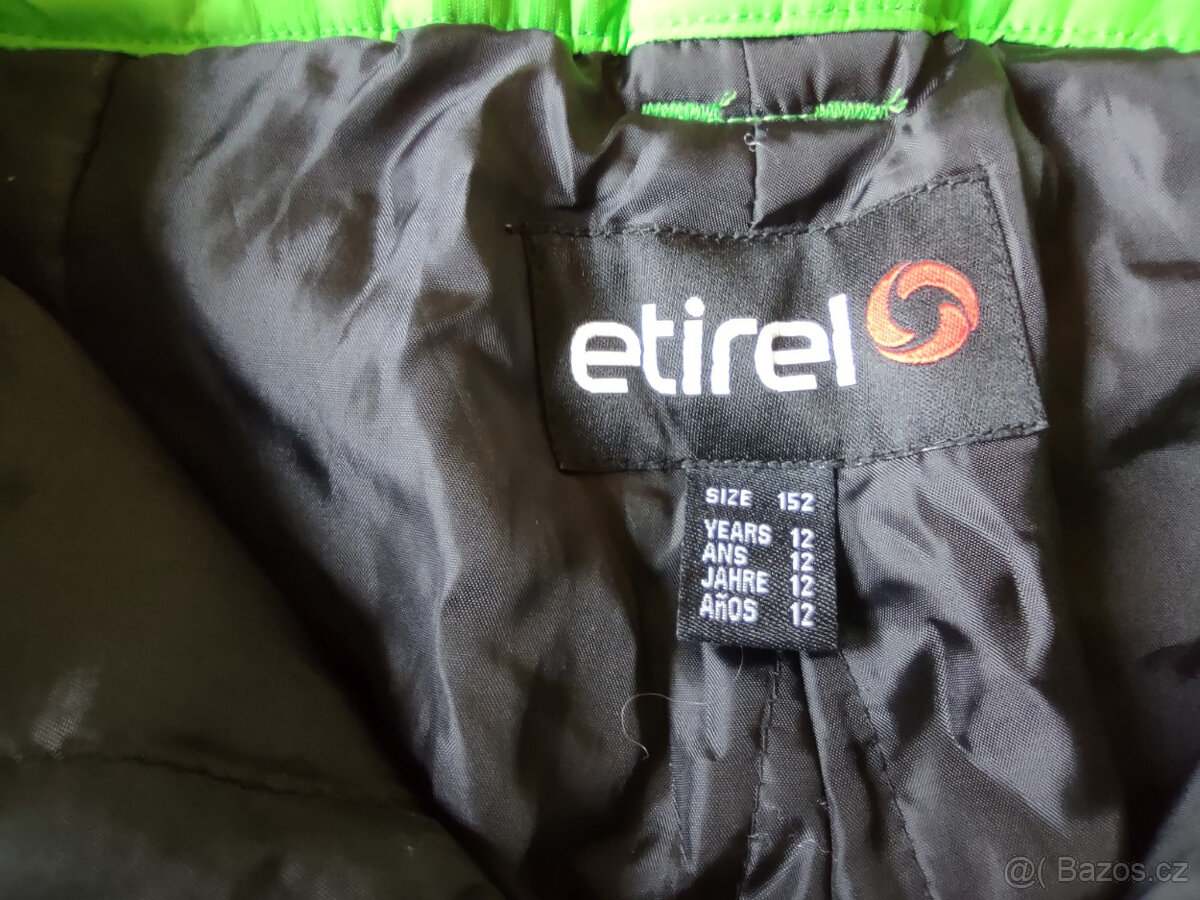 etirel
SIZE 152
YEARS 12
ANS 12
JAHRE 12
AÑOS 12
@( Bazos.cz